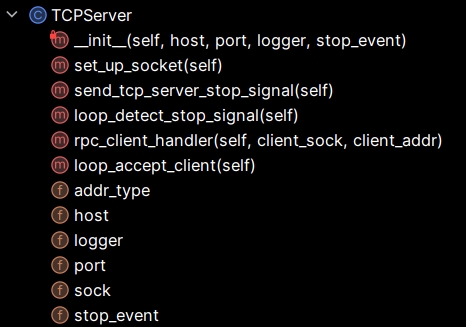 C TCPServer
m __init__(self, host, port, logger, stop_event)
m set_up_socket(self)
m send_tcp_server_stop_signal(self)
m loop_detect_stop_signal(self)
m rpc_client_handler(self, client_sock, client_addr)
m loop_accept_client(self)
f addr_type
f host
f logger
f port
f sock
f stop_event